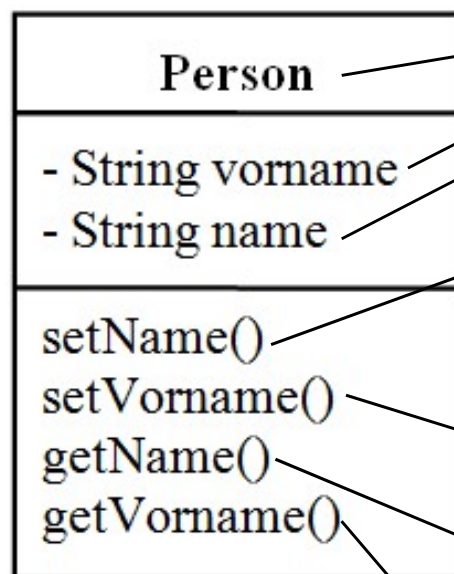 Person
- String vorname
- String name
setName()
setVorname()
getName()
getVorname()